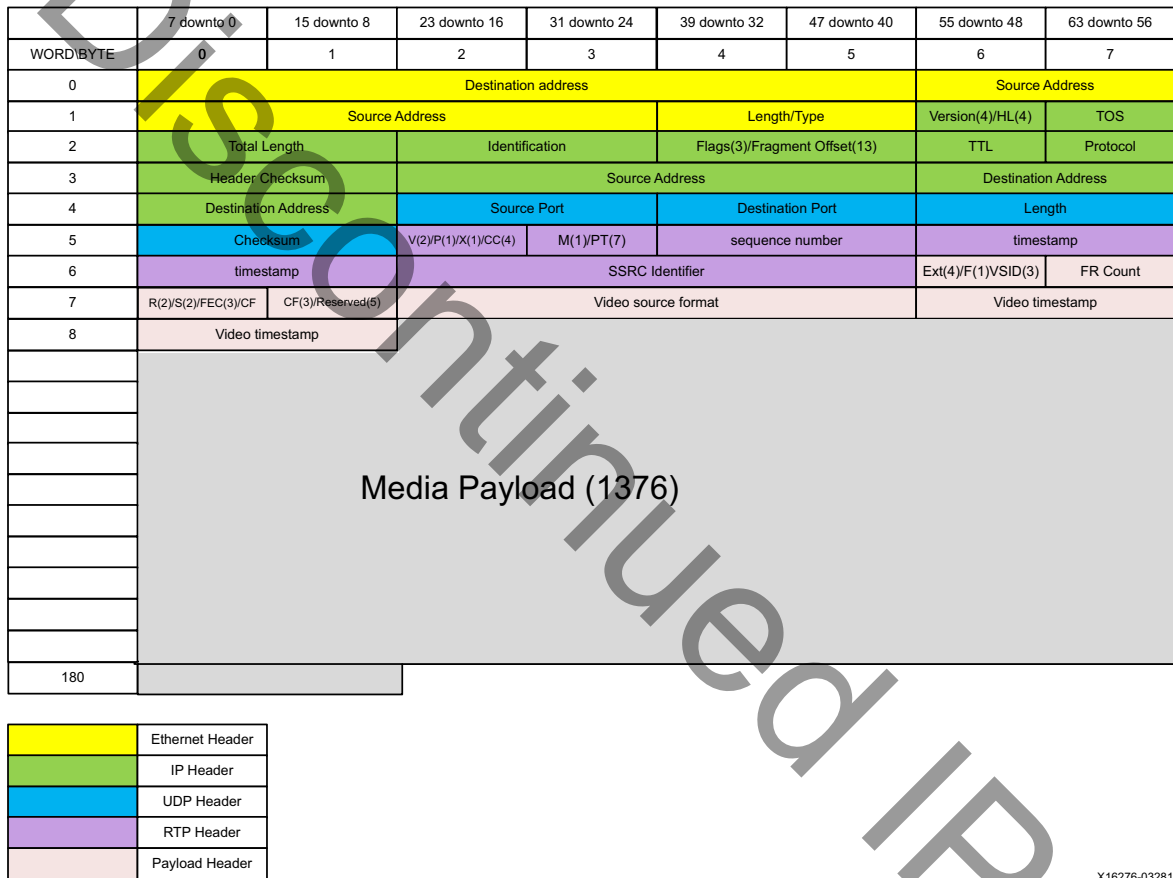 7 downto 0 15 downto 8 23 downto 16 31 downto 24 39 downto 32 47 downto 40 55 downto 48 63 downto 56
WORD\BYTE 0 1 2 3 4 5 6 7
0 Destination address Source Address
1 Source Address Length/Type Version(4)/HL(4) TOS
2 Total Length Identification Flags(3)/Fragment Offset(13) TTL Protocol
3 Header Checksum Source Address Destination Address
4 Destination Address Source Port Destination Port Length
5 Checksum V(2)/P(1)/X(1)/CC(4) M(1)/PT(7) sequence number timestamp
6 timestamp SSRC Identifier Ext(4)/F(1)VSID(3) FR Count
7 R(2)/S(2)/FEC(3)/CF CF(3)/Reserved(5) Video source format Video timestamp
8 Video timestamp
Media Payload (1376)
180
Ethernet Header
IP Header
UDP Header
RTP Header
Payload Header
X16276-03281
Discontinued IP